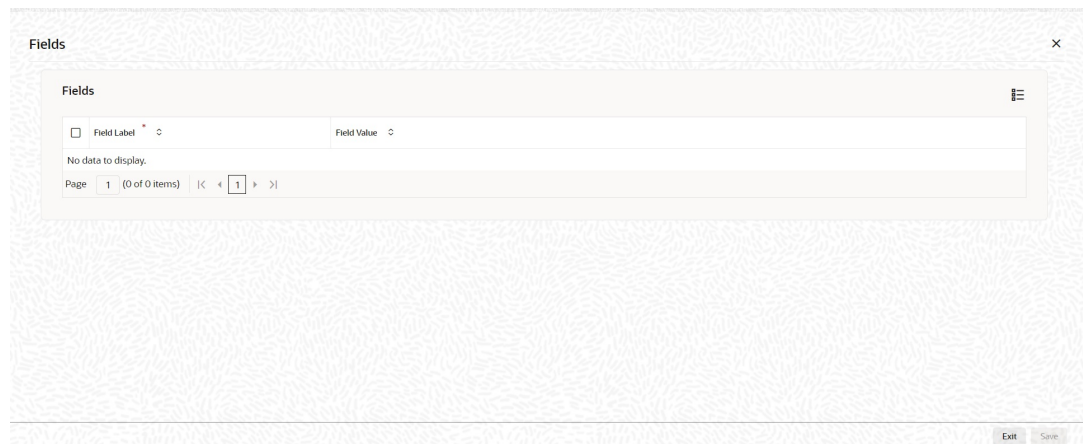 Fields
Fields
Field Label * Field Value
No data to display.
Page 1 (0 of 0 items) 1
Exit Save